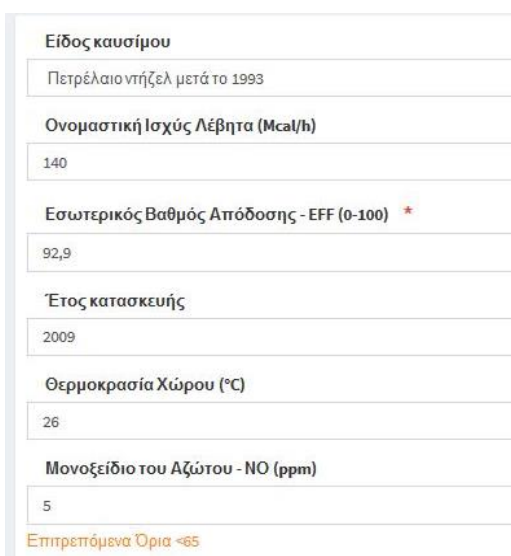 Είδος καυσίμου
Πετρέλαιο ντήζελ μετά το 1993
Ονομαστική Ισχύς Λέβητα (Mcal/h)
140
Εσωτερικός Βαθμός Απόδοσης - EFF (0-100) *
92,9
Έτος κατασκευής
2009
Θερμοκρασία Χώρου (°C)
26
Μονοξείδιο του Αζώτου - NO (ppm)
5
Επιτρεπόμενα Όρια <65